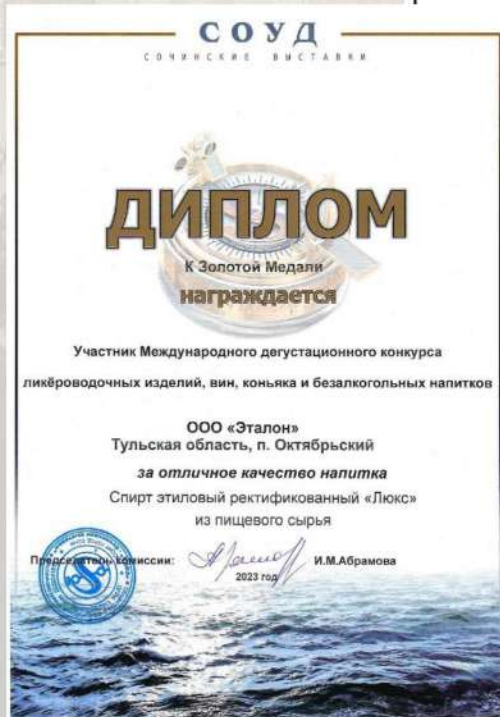 СОУД
СОЧИНСКИЕ ВЫСТАВКИ
ДИПЛОМ
К Золотой Медали
награждается
Участник Международного дегустационного конкурса
ликёроводочных изделий, вин, коньяка и безалкогольных напитков
ООО «Эталон»
Тульская область, п. Октябрьский
за отличное качество напитка
Спирт этиловый ректификованный «Люкс»
из пищевого сырья
Председатель комиссии: И.М.Абрамова
2023 год